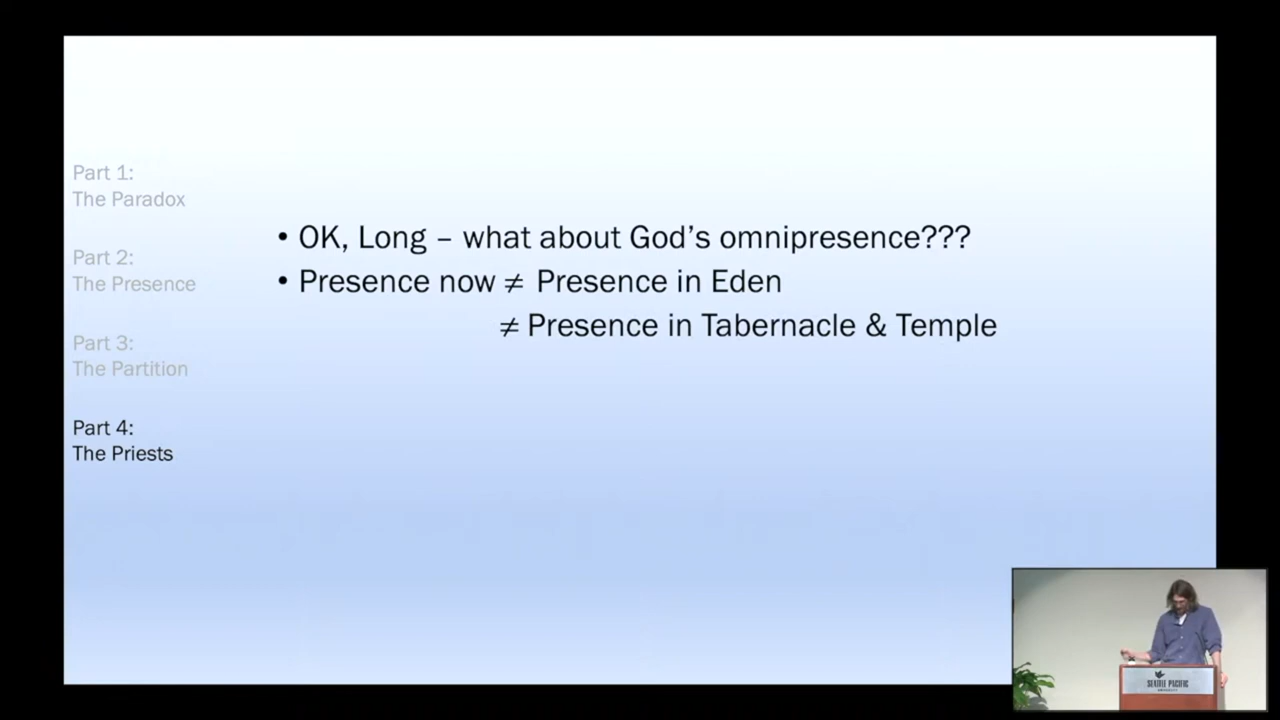 Part 1:
The Paradox
Part 2:
The Presence
Part 3:
The Partition
Part 4:
The Priests
• OK, Long – what about God's omnipresence???
• Presence now ≠ Presence in Eden
≠ Presence in Tabernacle & Temple
SEATTLE PACIFIC
UNIVERSITY